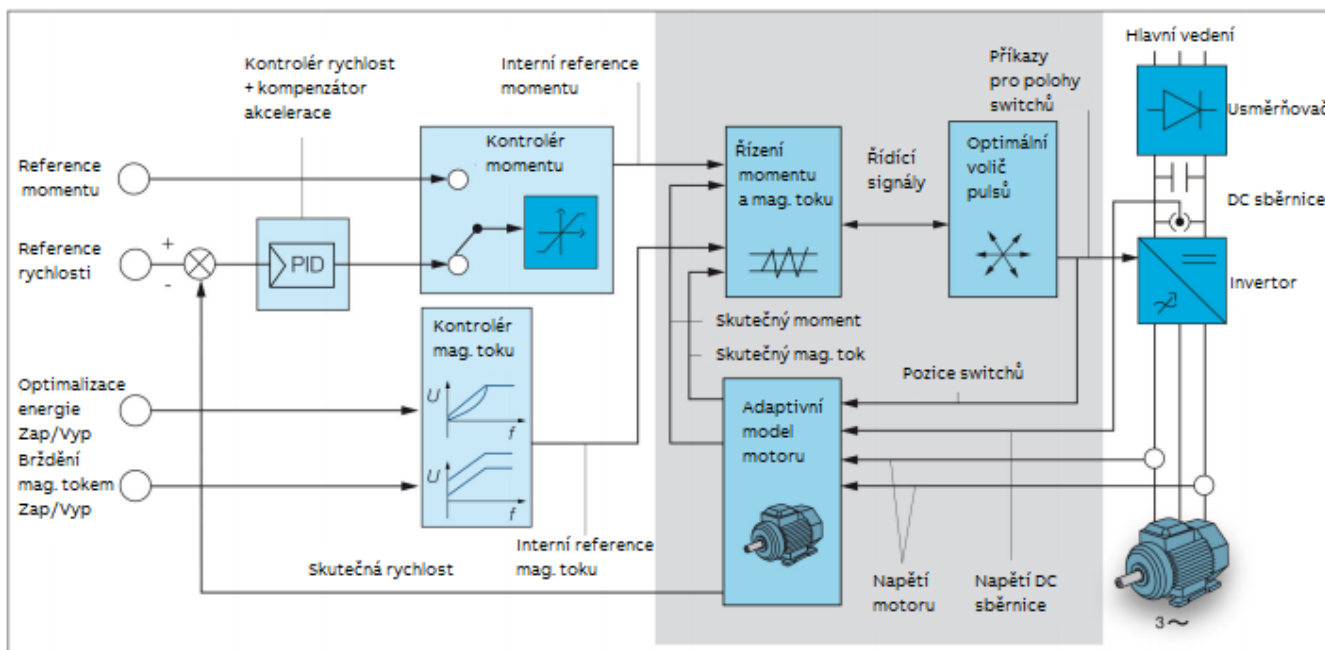 Hlavní vedení
Kontrolér rychlost
+ kompenzátor
akcelerace
Interní reference
momentu
Příkazy
pro polohy
switchů
Usměrňovač
Kontrolér
momentu
Řízení
momentu
a mag. toku
Řídící
signály
Optimální
volič
pulsů
Reference
momentu
DC sběrnice
Reference
rychlosti
+
-
PID
Invertor
Kontrolér
mag. toku
Skutečný moment
Skutečný mag. tok
Pozice switchů
Optimalizace
energie
Zap/Vyp
U
f
Adaptivní
model
motoru
Brždění
mag. tokem
Zap/Vyp
U
f
Interní reference
mag. toku
Skutečná rychlost
Napětí
motoru
Napětí DC
sběrnice
3~